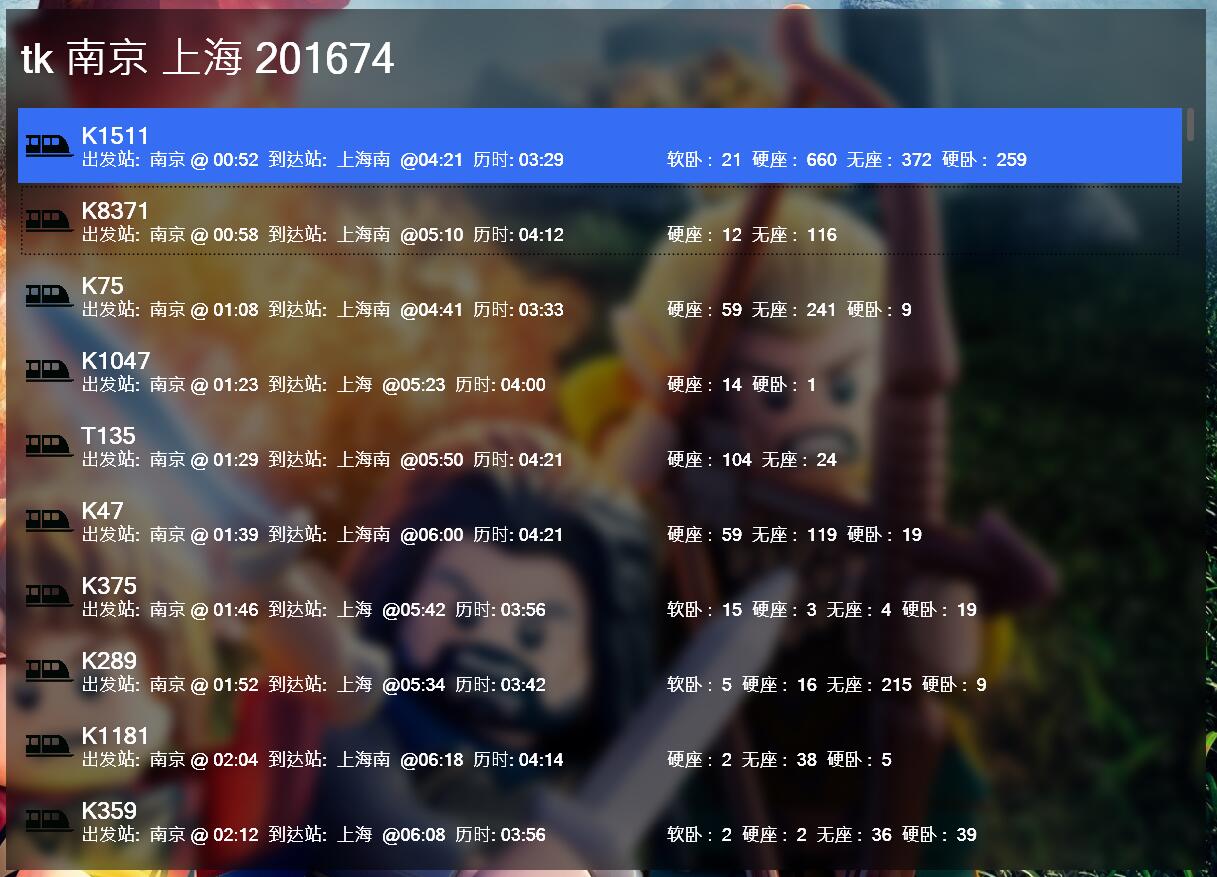 tk 南京 上海 201674
K1511
出发站: 南京 @ 00:52 到达站: 上海南 @04:21 历时: 03:29 软卧 : 21 硬座 : 660 无座 : 372 硬卧 : 259
K8371
出发站: 南京 @ 00:58 到达站: 上海南 @05:10 历时: 04:12 硬座 : 12 无座 : 116
K75
出发站: 南京 @ 01:08 到达站: 上海南 @04:41 历时: 03:33 硬座 : 59 无座 : 241 硬卧 : 9
K1047
出发站: 南京 @ 01:23 到达站: 上海 @05:23 历时: 04:00 硬座 : 14 硬卧 : 1
T135
出发站: 南京 @ 01:29 到达站: 上海南 @05:50 历时: 04:21 硬座 : 104 无座 : 24
K47
出发站: 南京 @ 01:39 到达站: 上海南 @06:00 历时: 04:21 硬座 : 59 无座 : 119 硬卧 : 19
K375
出发站: 南京 @ 01:46 到达站: 上海 @05:42 历时: 03:56 软卧 : 15 硬座 : 3 无座 : 4 硬卧 : 19
K289
出发站: 南京 @ 01:52 到达站: 上海 @05:34 历时: 03:42 软卧 : 5 硬座 : 16 无座 : 215 硬卧 : 9
K1181
出发站: 南京 @ 02:04 到达站: 上海南 @06:18 历时: 04:14 硬座 : 2 无座 : 38 硬卧 : 5
K359
出发站: 南京 @ 02:12 到达站: 上海 @06:08 历时: 03:56 软卧 : 2 硬座 : 2 无座 : 36 硬卧 : 39